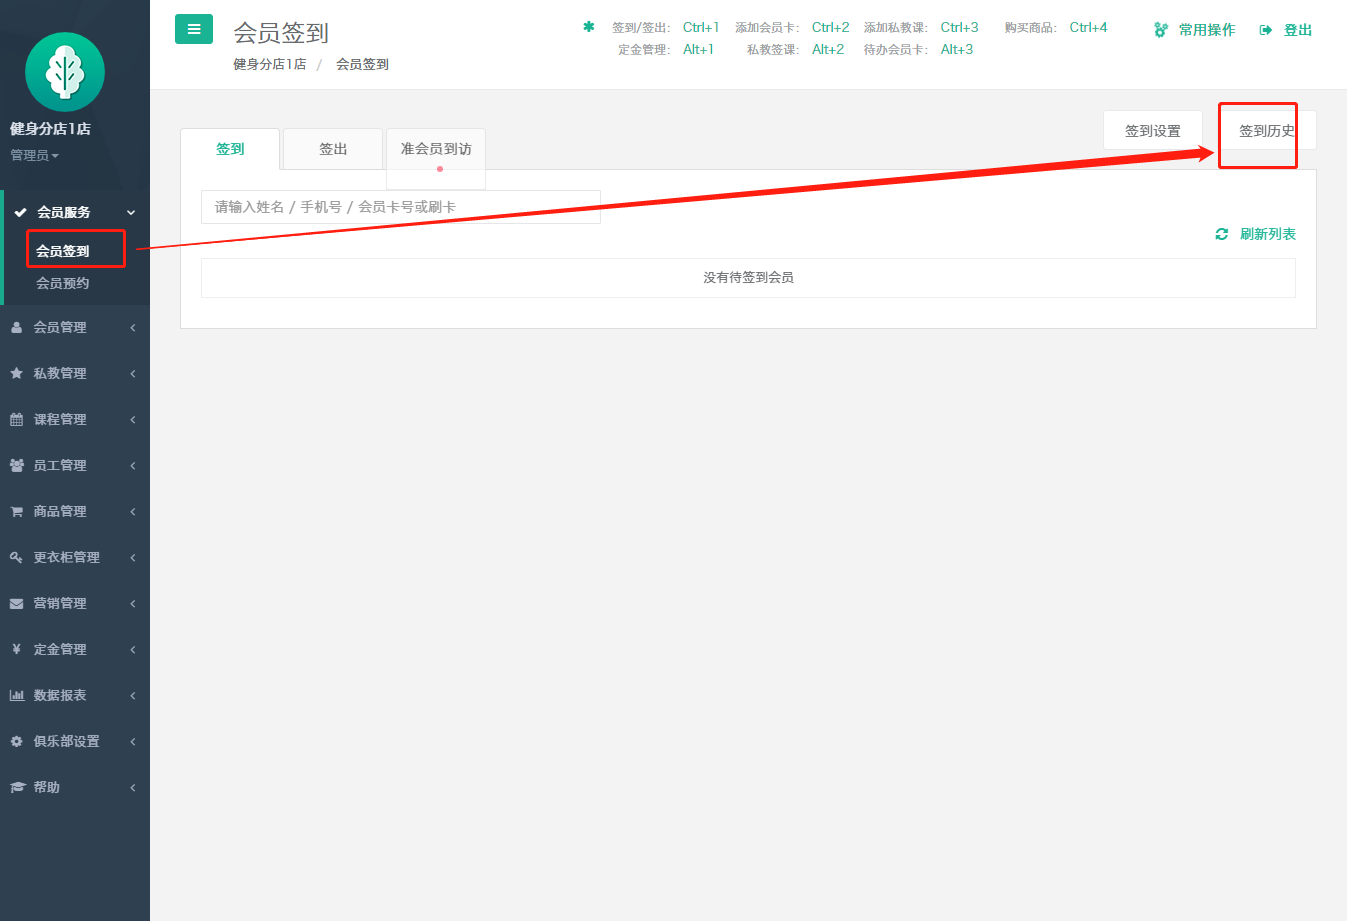 健身分店1店
管理员
会员服务
会员签到
会员预约
会员管理
私教管理
课程管理
员工管理
商品管理
更衣柜管理
营销管理
定金管理
数据报表
俱乐部设置
帮助
会员签到
健身分店1店 / 会员签到
签到/签出: Ctrl+1 添加会员卡: Ctrl+2 添加私教课: Ctrl+3 购买商品: Ctrl+4
定金管理: Alt+1 私教签课: Alt+2 待办会员卡: Alt+3
常用操作 登出
签到设置 签到历史
签到 签出 准会员到访
请输入姓名 / 手机号 / 会员卡号或刷卡
刷新列表
没有待签到会员